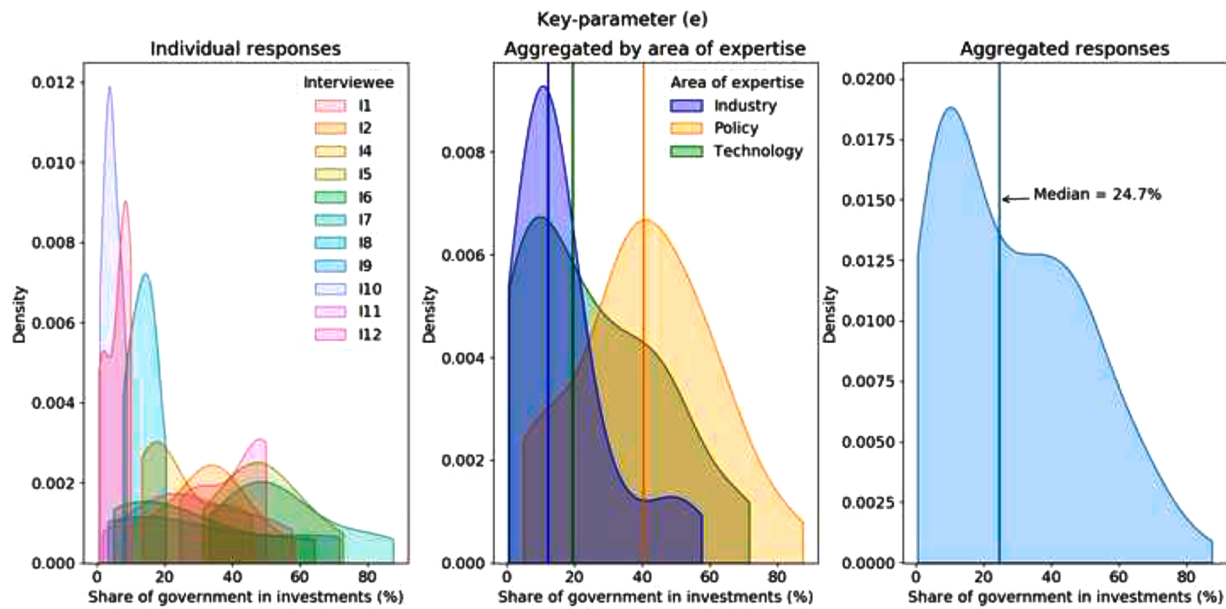 Key-parameter (e)
Individual responses
0.012
0.010
0.008
0.006
0.004
0.002
0.000
Density
0 20 40 60 80
Share of government in investments (%)
Interviewee
I1
I2
I4
I5
I6
I7
I8
I9
I10
I11
I12
Aggregated by area of expertise
0.008
0.006
0.004
0.002
0.000
Density
0 20 40 60 80
Share of government in investments (%)
Area of expertise
Industry
Policy
Technology
Aggregated responses
0.0200
0.0175
0.0150
0.0125
0.0100
0.0075
0.0050
0.0025
0.0000
Density
0 20 40 60 80
Share of government in investments (%)
Median = 24.7%